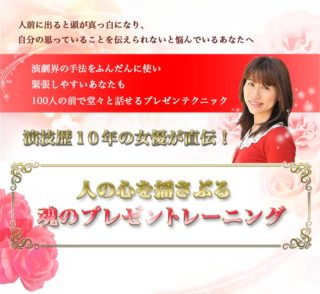 人前に出ると頭が真っ白になり、
自分の思っていることを伝えられないと悩んでいるあなたへ
演劇界の手法をふんだんに使い
緊張しやすいあなたも
100人の前で堂々と話せるプレゼンテクニック
演技歴10年の女優が直伝！
人の心を揺さぶる
魂のプレゼントレーニング